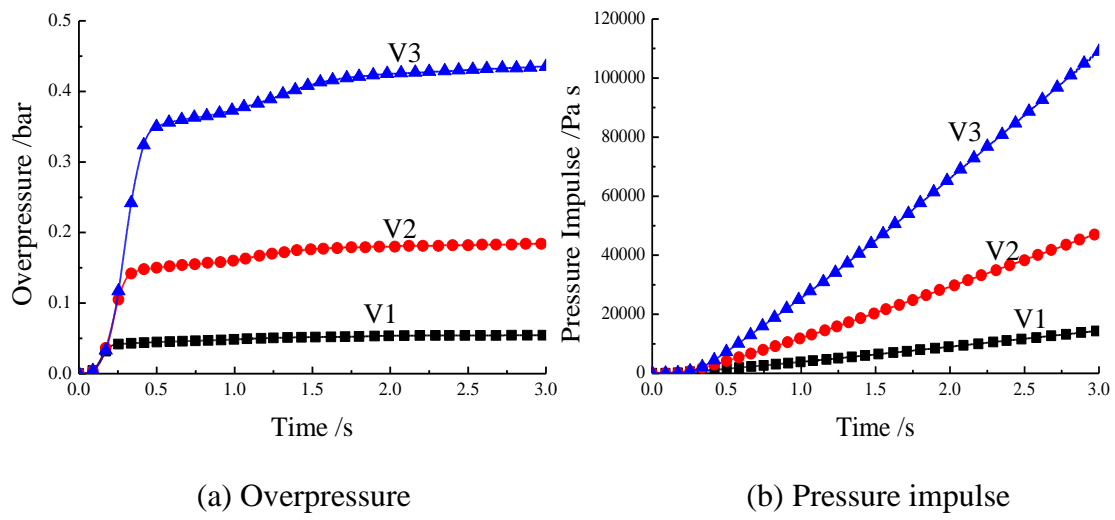 0.5
0.4
0.3
0.2
0.1
0.0
Overpressure /bar
V3
V2
V1
0.0 0.5 1.0 1.5 2.0 2.5 3.0
Time /s
(a) Overpressure
120000
100000
80000
60000
40000
20000
0
Pressure Impulse /Pa s
V3
V2
V1
0.0 0.5 1.0 1.5 2.0 2.5 3.0
Time /s
(b) Pressure impulse